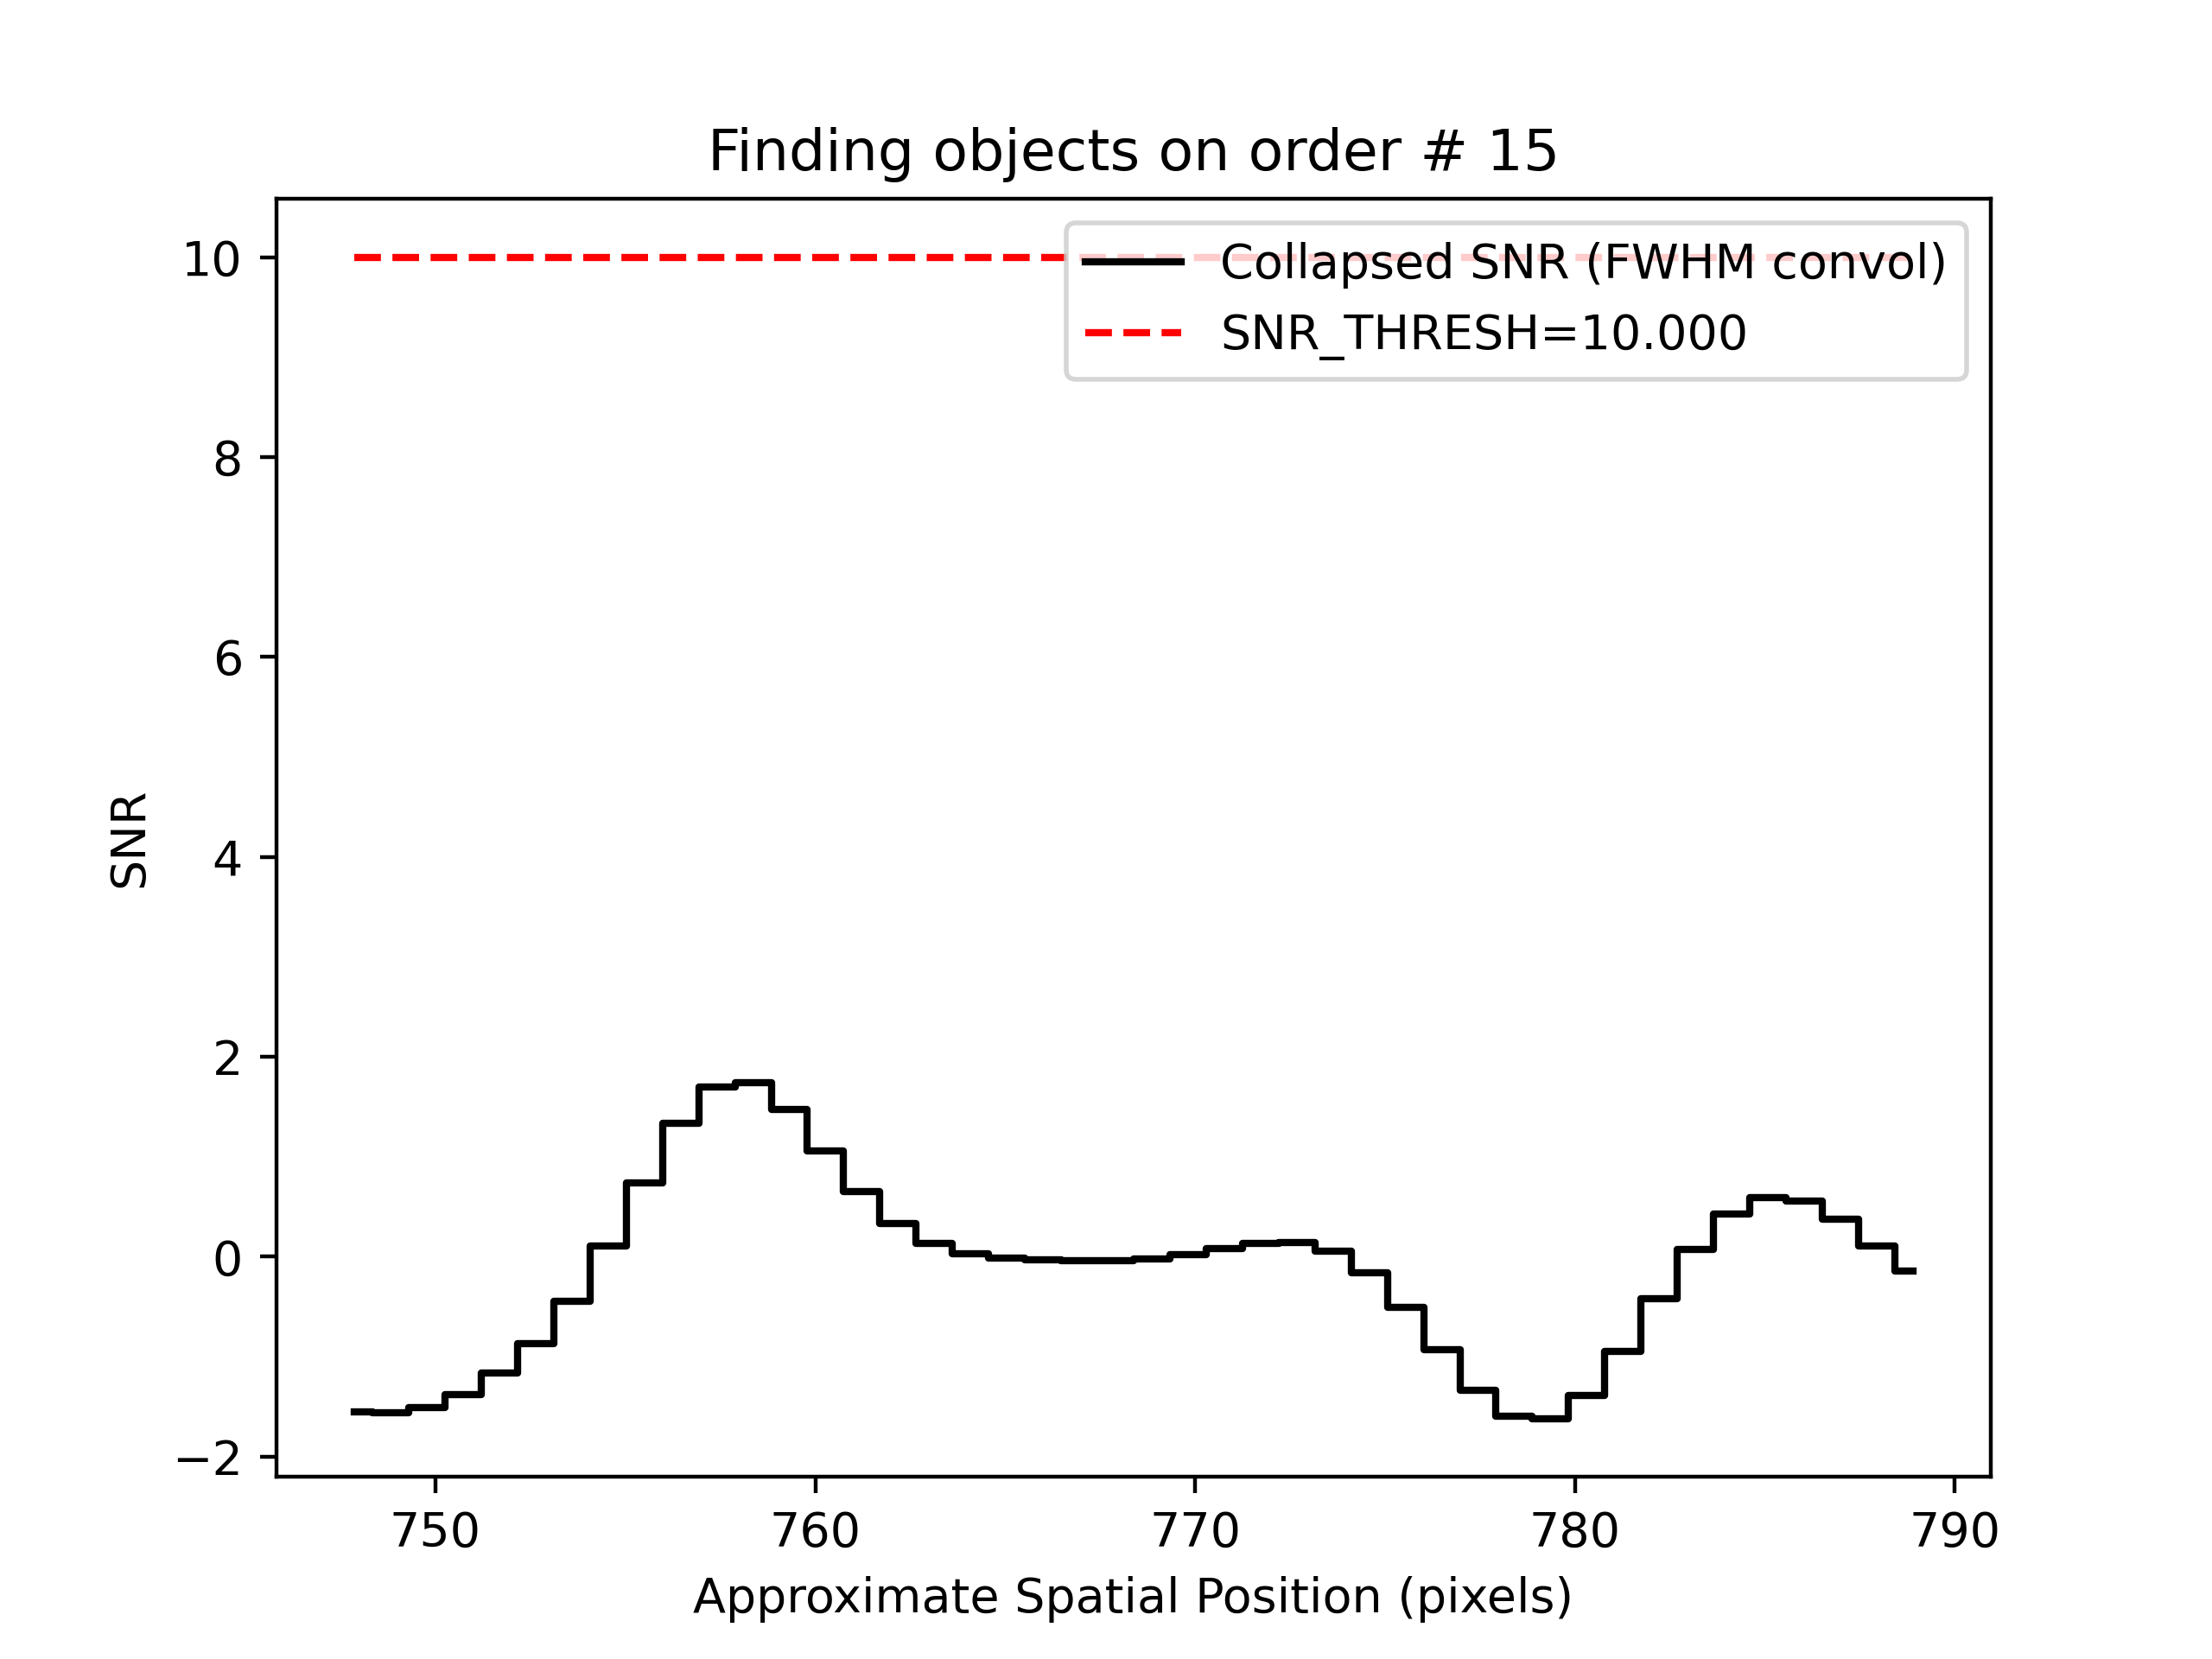 Finding objects on order # 15
Collapsed SNR (FWHM convol)
SNR_THRESH=10.000
10
8
6
4
2
0
−2
SNR
750 760 770 780 790
Approximate Spatial Position (pixels)